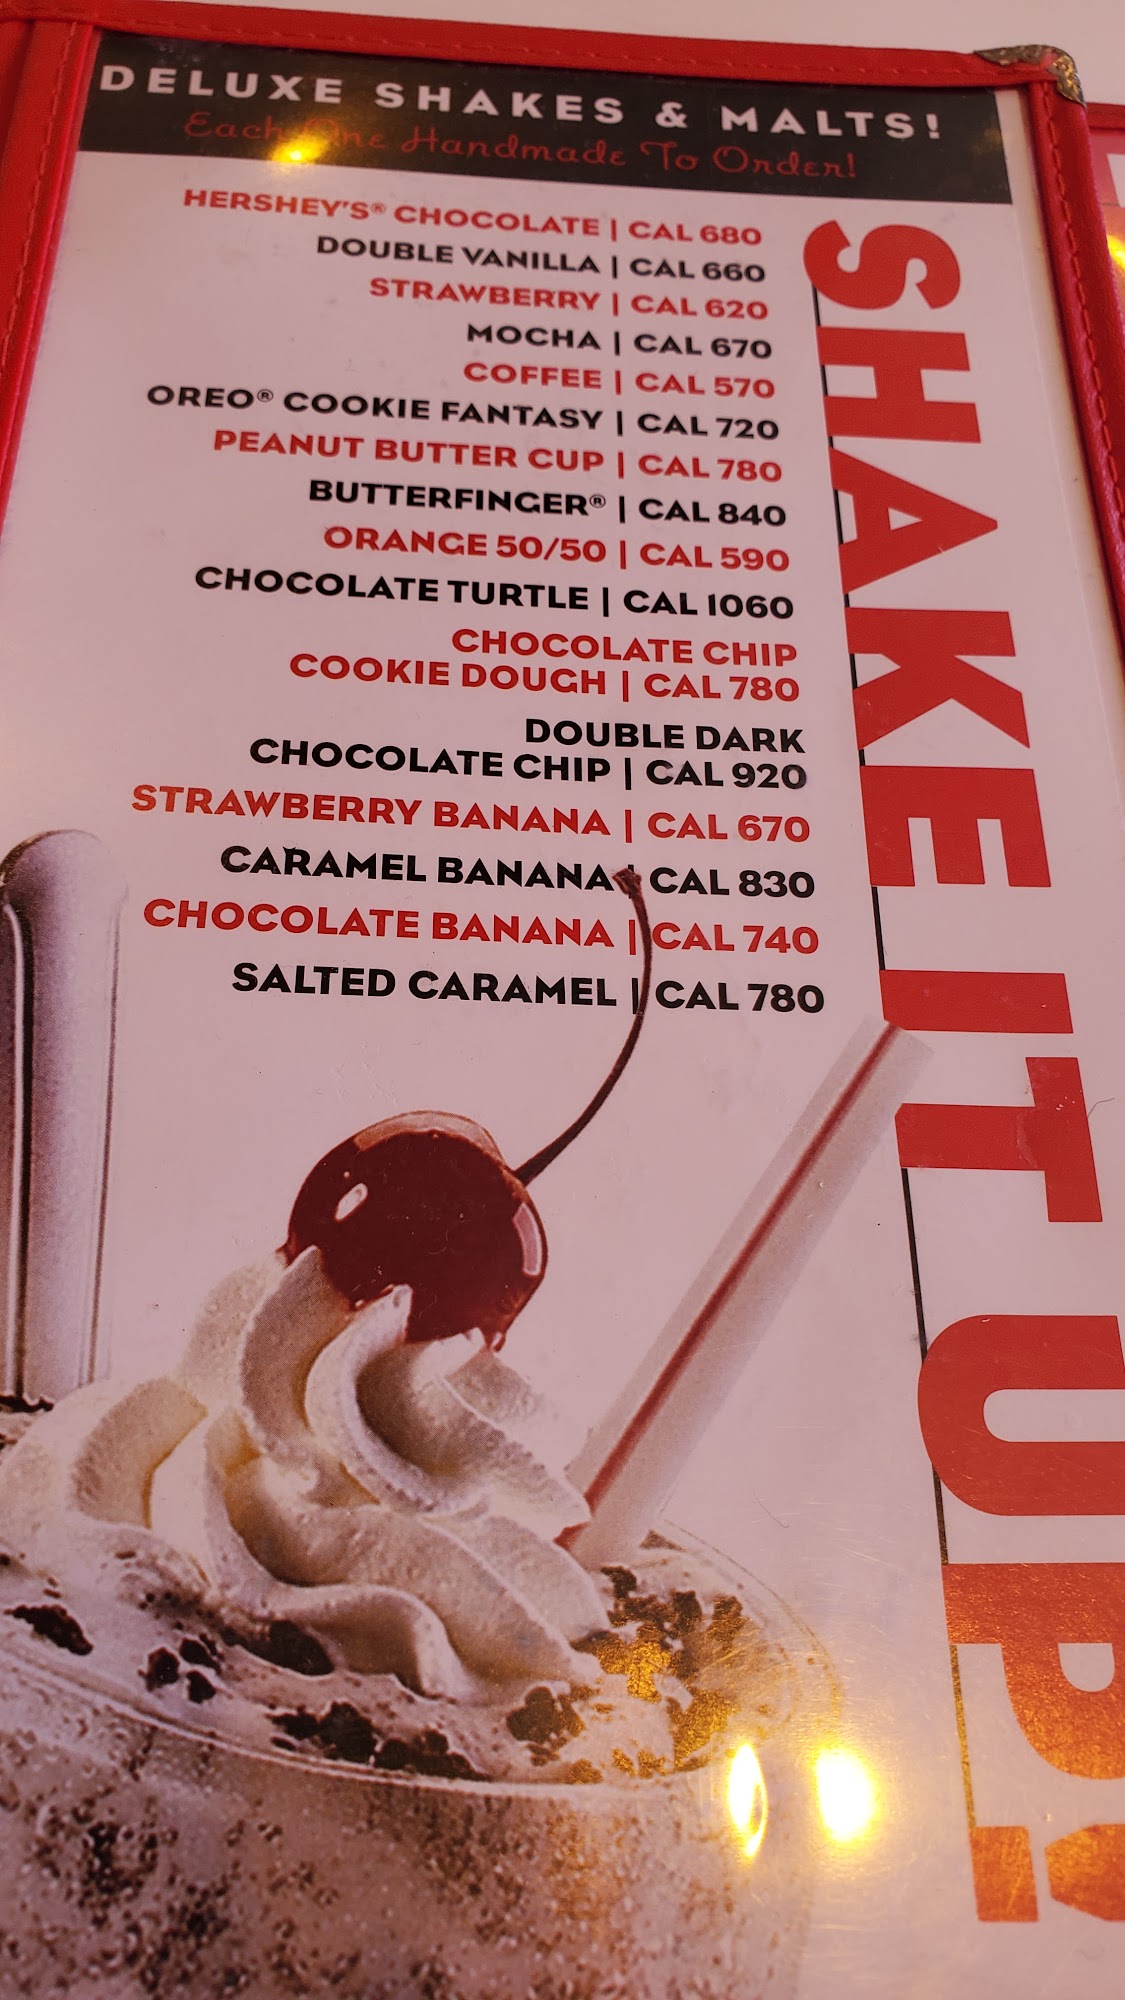 DELUXE SHAKES & MALTS!
Each One Handmade To Order!
HERSHEY'S® CHOCOLATE | CAL 680
DOUBLE VANILLA | CAL 660
STRAWBERRY | CAL 620
MOCHA | CAL 670
COFFEE | CAL 570
OREO® COOKIE FANTASY | CAL 720
PEANUT BUTTER CUP | CAL 780
BUTTERFINGER® | CAL 840
ORANGE 50/50 | CAL 590
CHOCOLATE TURTLE | CAL 1060
CHOCOLATE CHIP
COOKIE DOUGH | CAL 780
DOUBLE DARK
CHOCOLATE CHIP | CAL 920
STRAWBERRY BANANA | CAL 670
CARAMEL BANANA | CAL 830
CHOCOLATE BANANA | CAL 740
SALTED CARAMEL | CAL 780
SHAKE IT UP!